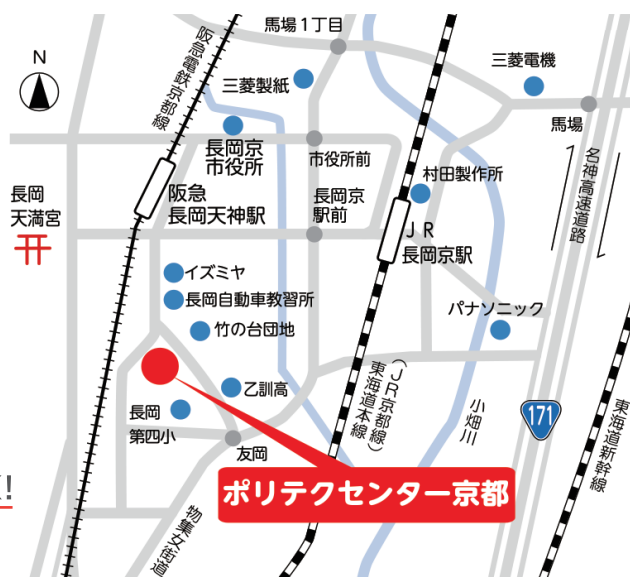 馬場1丁目
N
阪急電鉄京都線
三菱製紙
三菱電機
馬場
長岡京
市役所
市役所前
名神高速道路
村田製作所
長岡
天満宮
阪急
長岡天神駅
長岡京
駅前
JR
長岡京駅
イズミヤ
長岡自動車教習所
パナソニック
竹の台団地
乙訓高
長岡
第四小
(JR京都線)
東海道本線
小畑川
171
東海道新幹線
友岡
ポリテクセンター京都
!
物集女街道